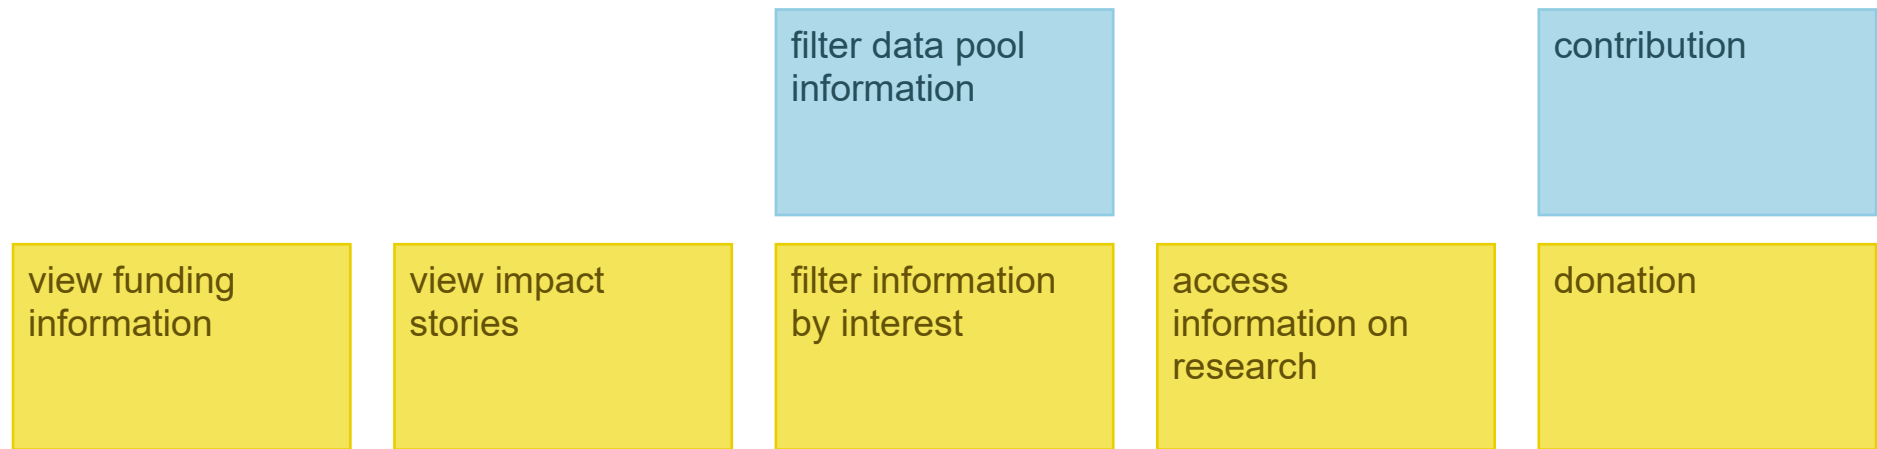 filter data pool
information
contribution
view funding
information
view impact
stories
filter information
by interest
access
information on
research
donation